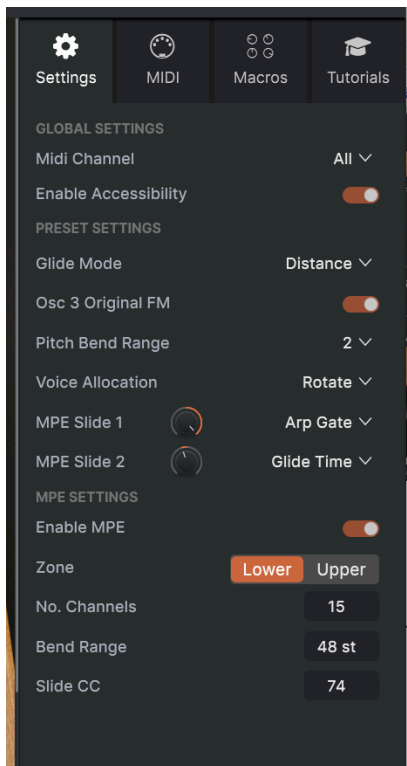 Settings MIDI Macros Tutorials
GLOBAL SETTINGS
Midi Channel All
Enable Accessibility
PRESET SETTINGS
Glide Mode Distance
Osc 3 Original FM
Pitch Bend Range 2
Voice Allocation Rotate
MPE Slide 1 Arp Gate
MPE Slide 2 Glide Time
MPE SETTINGS
Enable MPE
Zone Lower Upper
No. Channels 15
Bend Range 48 st
Slide CC 74